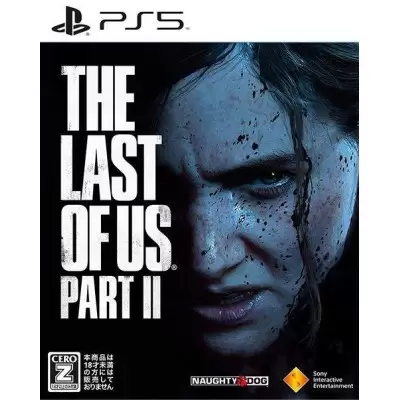 PS5
THE
LAST
OF US®
PART II
CERO
Z
本商品は
18才未満
の方には
販売して
おりません
NAUGHTY DOG
Sony
Interactive
Entertainment